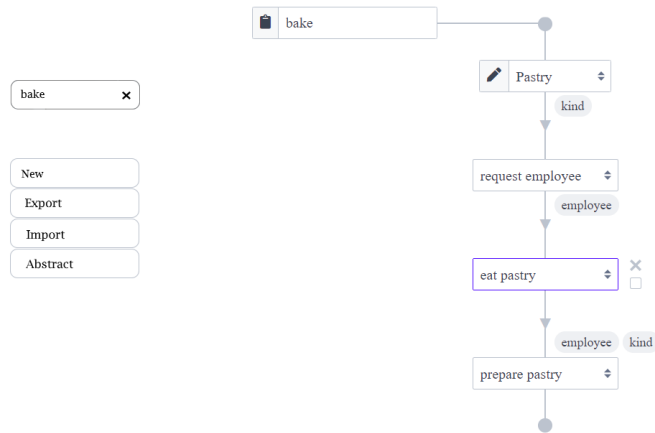 bake
Pastry
bake
kind
New
request employee
Export
employee
Import
Abstract
eat pastry
employee kind
prepare pastry